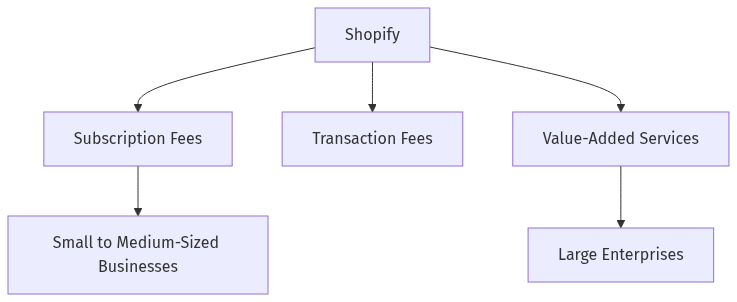 Shopify
Subscription Fees
Transaction Fees
Value-Added Services
Small to Medium-Sized
Businesses
Large Enterprises